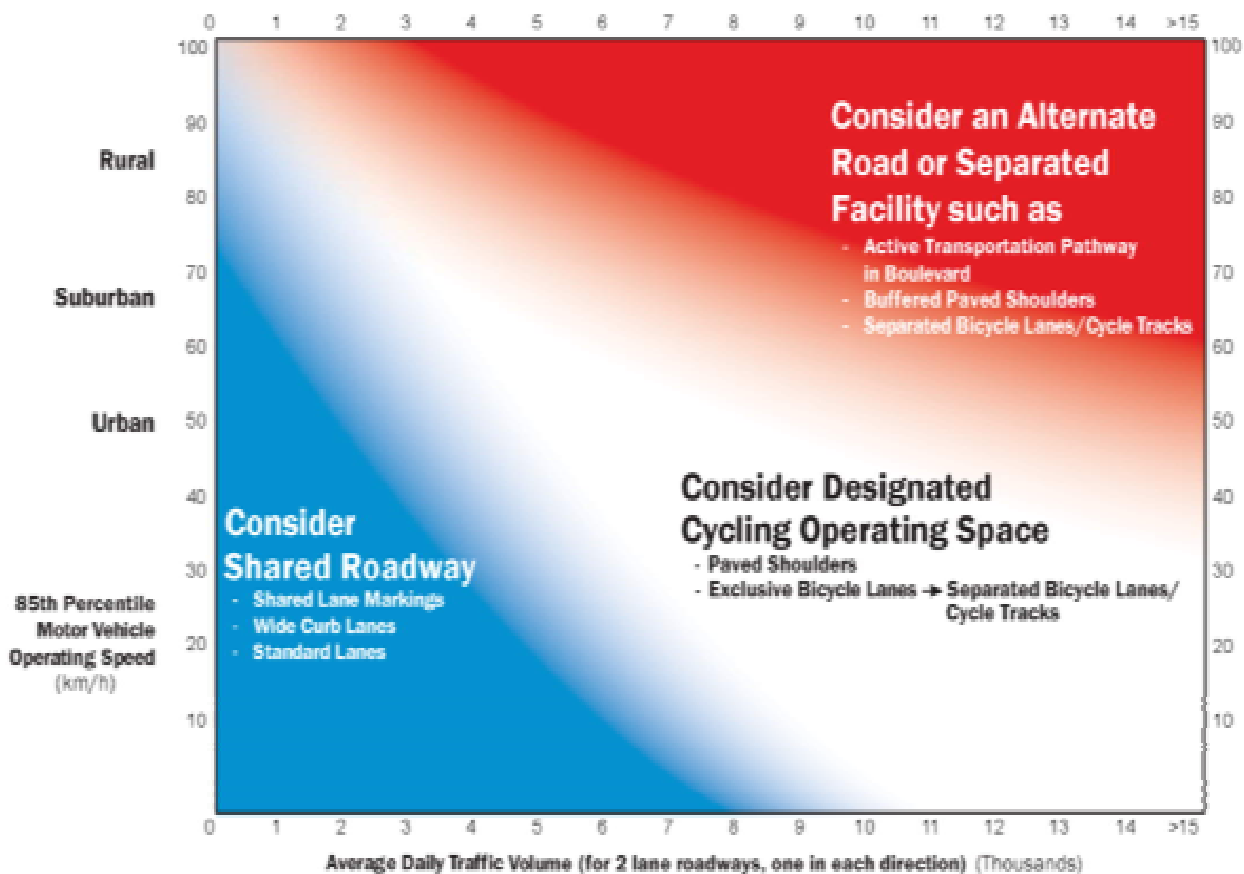 0 1 2 3 4 5 6 7 8 9 10 11 12 13 14 >15
100 100
90 90
Consider an Alternate
Road or Separated
Facility such as
- Active Transportation Pathway
in Boulevard
- Buffered Paved Shoulders
- Separated Bicycle Lanes/Cycle Tracks
Rural
80 80
70 70
Suburban
60 60
Urban
50 50
40 40
Consider Designated
Cycling Operating Space
- Paved Shoulders
- Exclusive Bicycle Lanes → Separated Bicycle Lanes/
Cycle Tracks
Consider
Shared Roadway
- Shared Lane Markings
- Wide Curb Lanes
- Standard Lanes
30 30
85th Percentile
Motor Vehicle
Operating Speed
(km/h)
20 20
10 10
0 1 2 3 4 5 6 7 8 9 10 11 12 13 14 >15
Average Daily Traffic Volume (for 2 lane roadways, one in each direction) (Thousands)